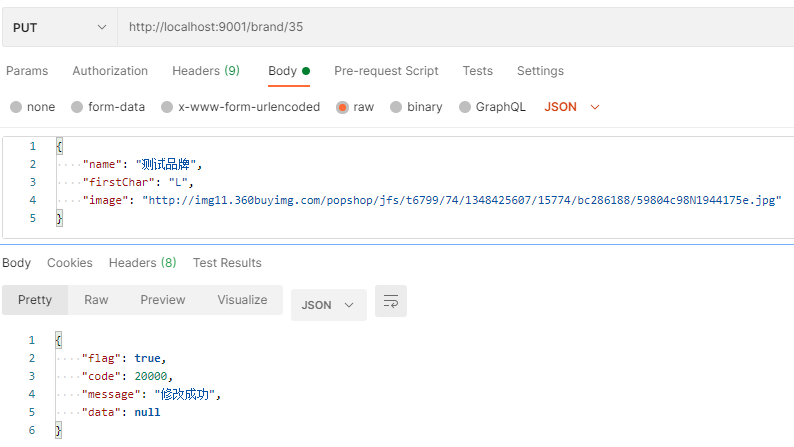 PUT http://localhost:9001/brand/35
Params Authorization Headers (9) Body Pre-request Script Tests Settings
none form-data x-www-form-urlencoded raw binary GraphQL JSON
1 {
2 ····"name": "测试品牌",
3 ····"firstChar": "L",
4 ····"image": "http://img11.360buyimg.com/popshop/jfs/t6799/74/1348425607/15774/bc286188/59804c98N1944175e.jpg"
5 }
Body Cookies Headers (8) Test Results
Pretty Raw Preview Visualize JSON
1 {
2 ····"flag": true,
3 ····"code": 20000,
4 ····"message": "修改成功",
5 ····"data": null
6 }